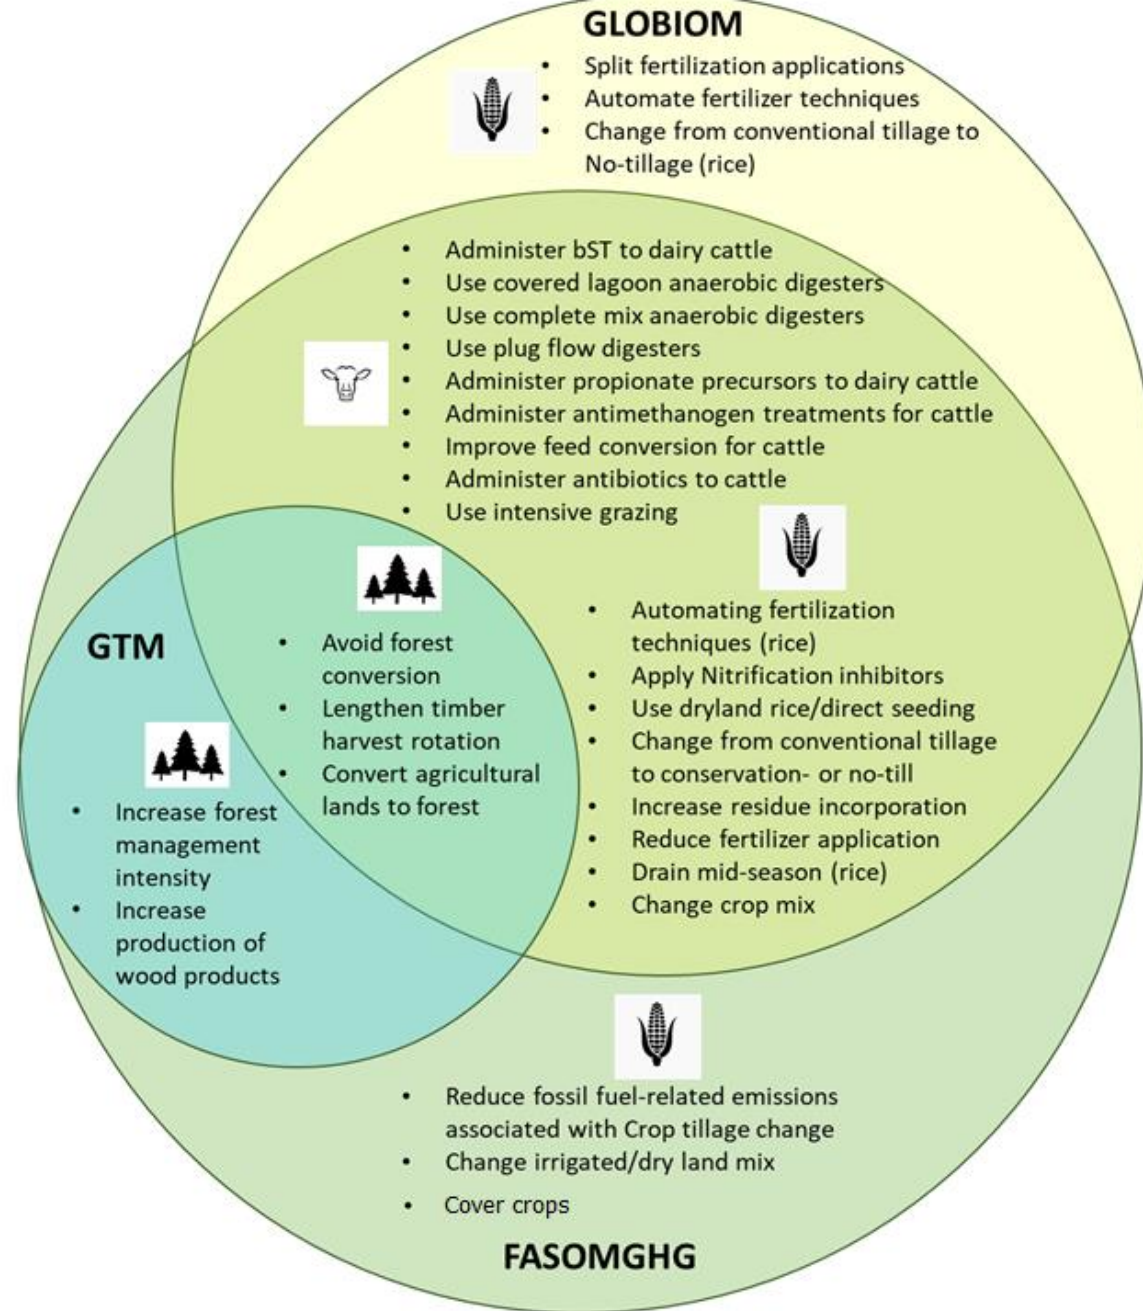 GLOBIOM
• Split fertilization applications
• Automate fertilizer techniques
• Change from conventional tillage to
No-tillage (rice)
• Administer bST to dairy cattle
• Use covered lagoon anaerobic digesters
• Use complete mix anaerobic digesters
• Use plug flow digesters
• Administer propionate precursors to dairy cattle
• Administer antimethanogen treatments for cattle
• Improve feed conversion for cattle
• Administer antibiotics to cattle
• Use intensive grazing
• Automating fertilization
techniques (rice)
• Apply Nitrification inhibitors
• Use dryland rice/direct seeding
• Change from conventional tillage
to conservation- or no-till
• Increase residue incorporation
• Reduce fertilizer application
• Drain mid-season (rice)
• Change crop mix
• Avoid forest
conversion
• Lengthen timber
harvest rotation
• Convert agricultural
lands to forest
GTM
• Increase forest
management
intensity
• Increase
production of
wood products
• Reduce fossil fuel-related emissions
associated with Crop tillage change
• Change irrigated/dry land mix
• Cover crops
FASOMGHG